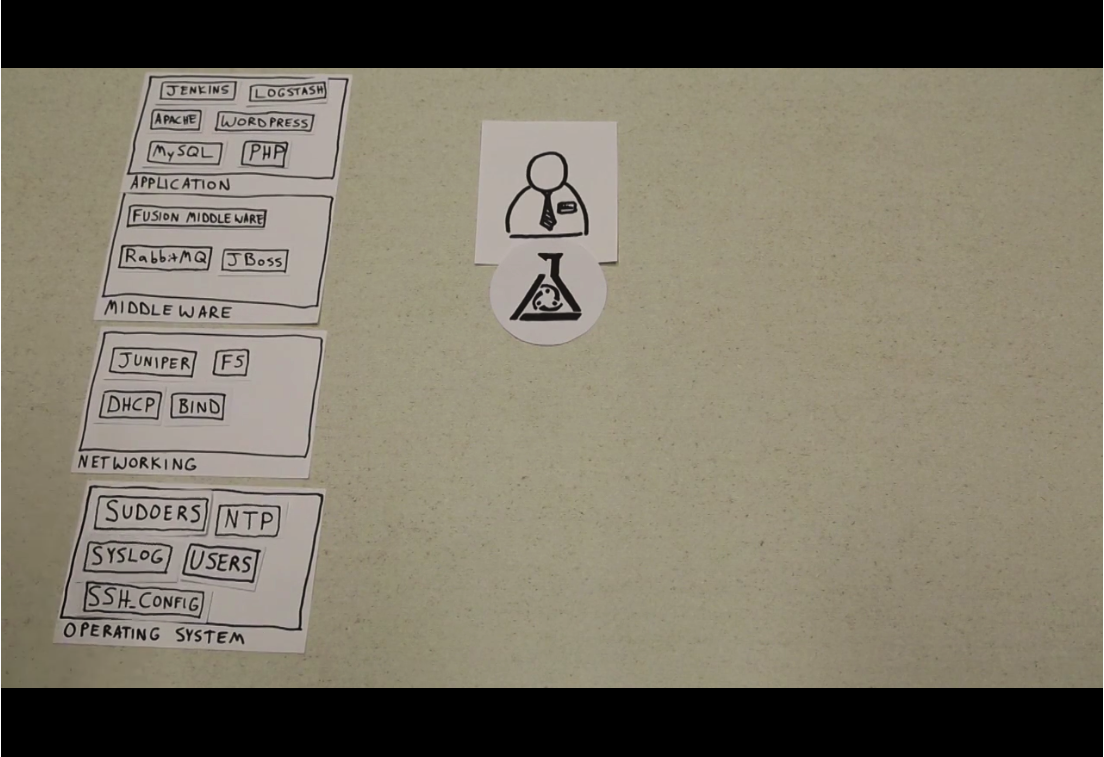 JENKINS LOGSTASH
APACHE WORDPRESS
MySQL PHP
APPLICATION
FUSION MIDDLEWARE
RabbitMQ JBoss
MIDDLEWARE
JUNIPER F5
DHCP BIND
NETWORKING
SUDOERS NTP
SYSLOG USERS
SSH_CONFIG
OPERATING SYSTEM